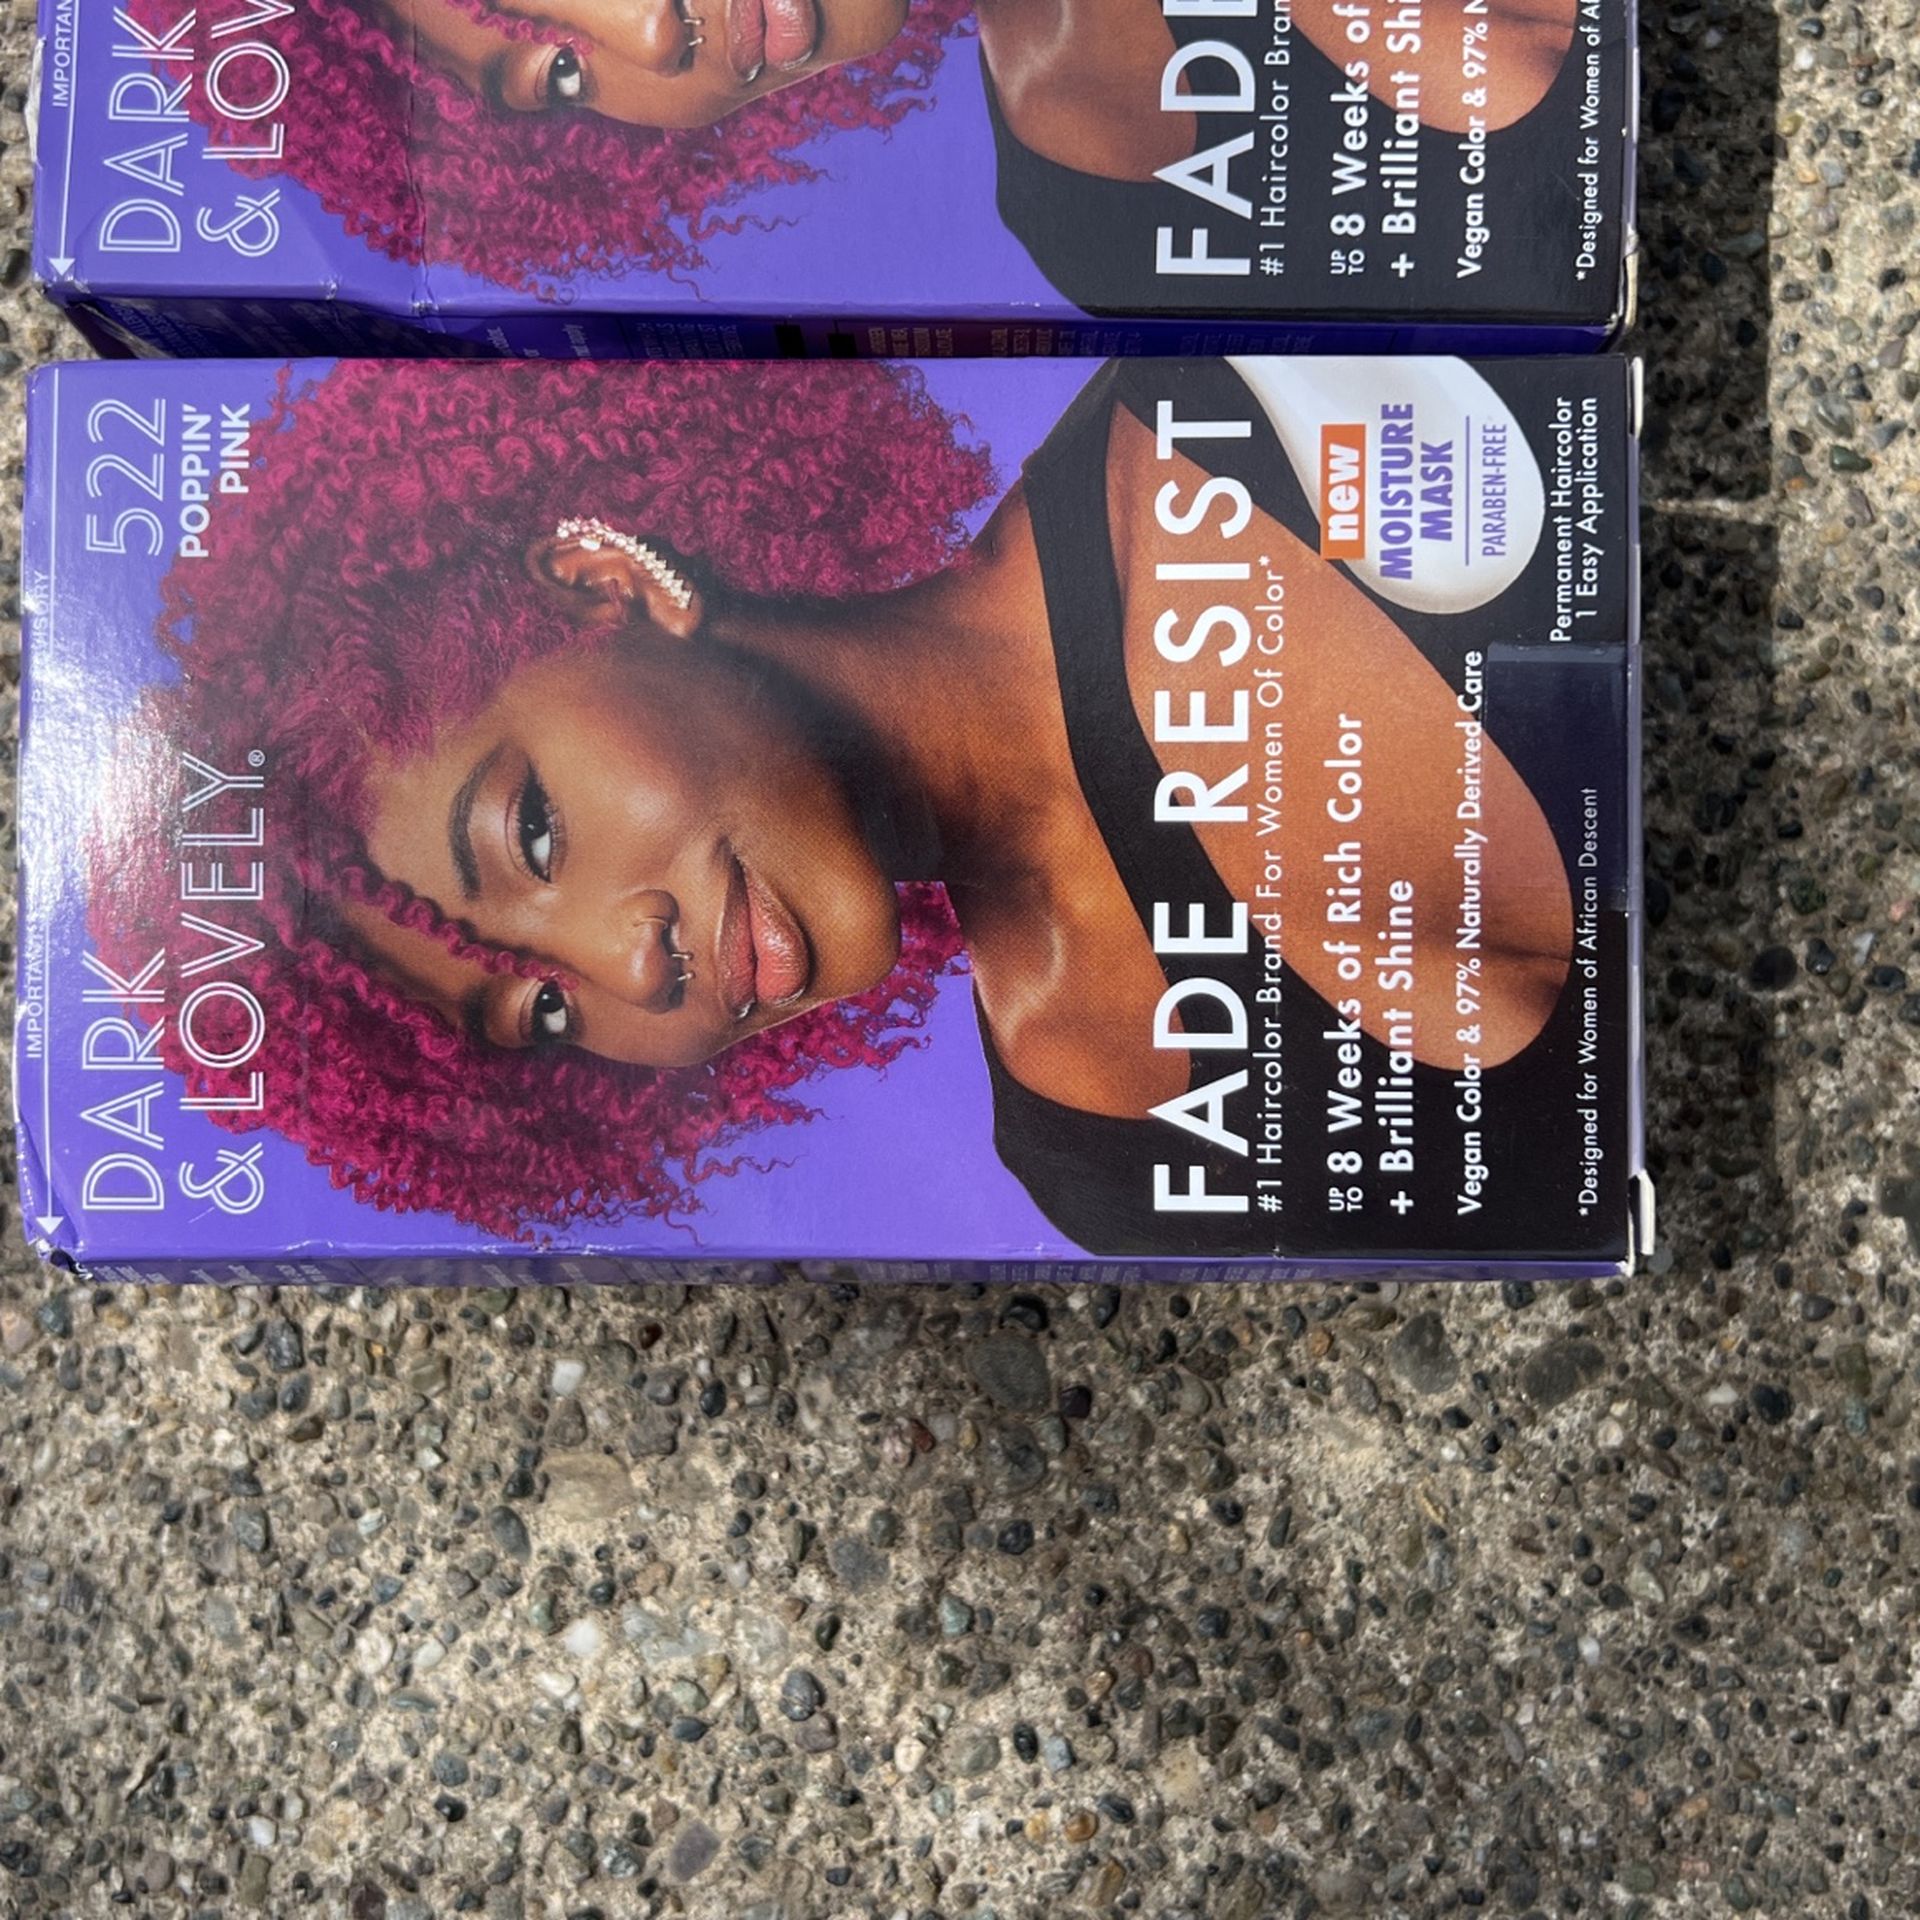 IMPORTAN
DARK
& LOV
FADE
#1 Haircolor Bran
UP TO 8 Weeks of
+ Brilliant Shi
Vegan Color & 97% N
*Designed for Women of Af
DARK
& LOVELY®
522
POPPIN'
PINK
FADE RESIST
#1 Haircolor Brand For Women Of Color*
UP TO 8 Weeks of Rich Color
+ Brilliant Shine
Vegan Color & 97% Naturally Derived Care
new
MOISTURE
MASK
PARABEN-FREE
Permanent Haircolor
1 Easy Application
*Designed for Women of African Descent